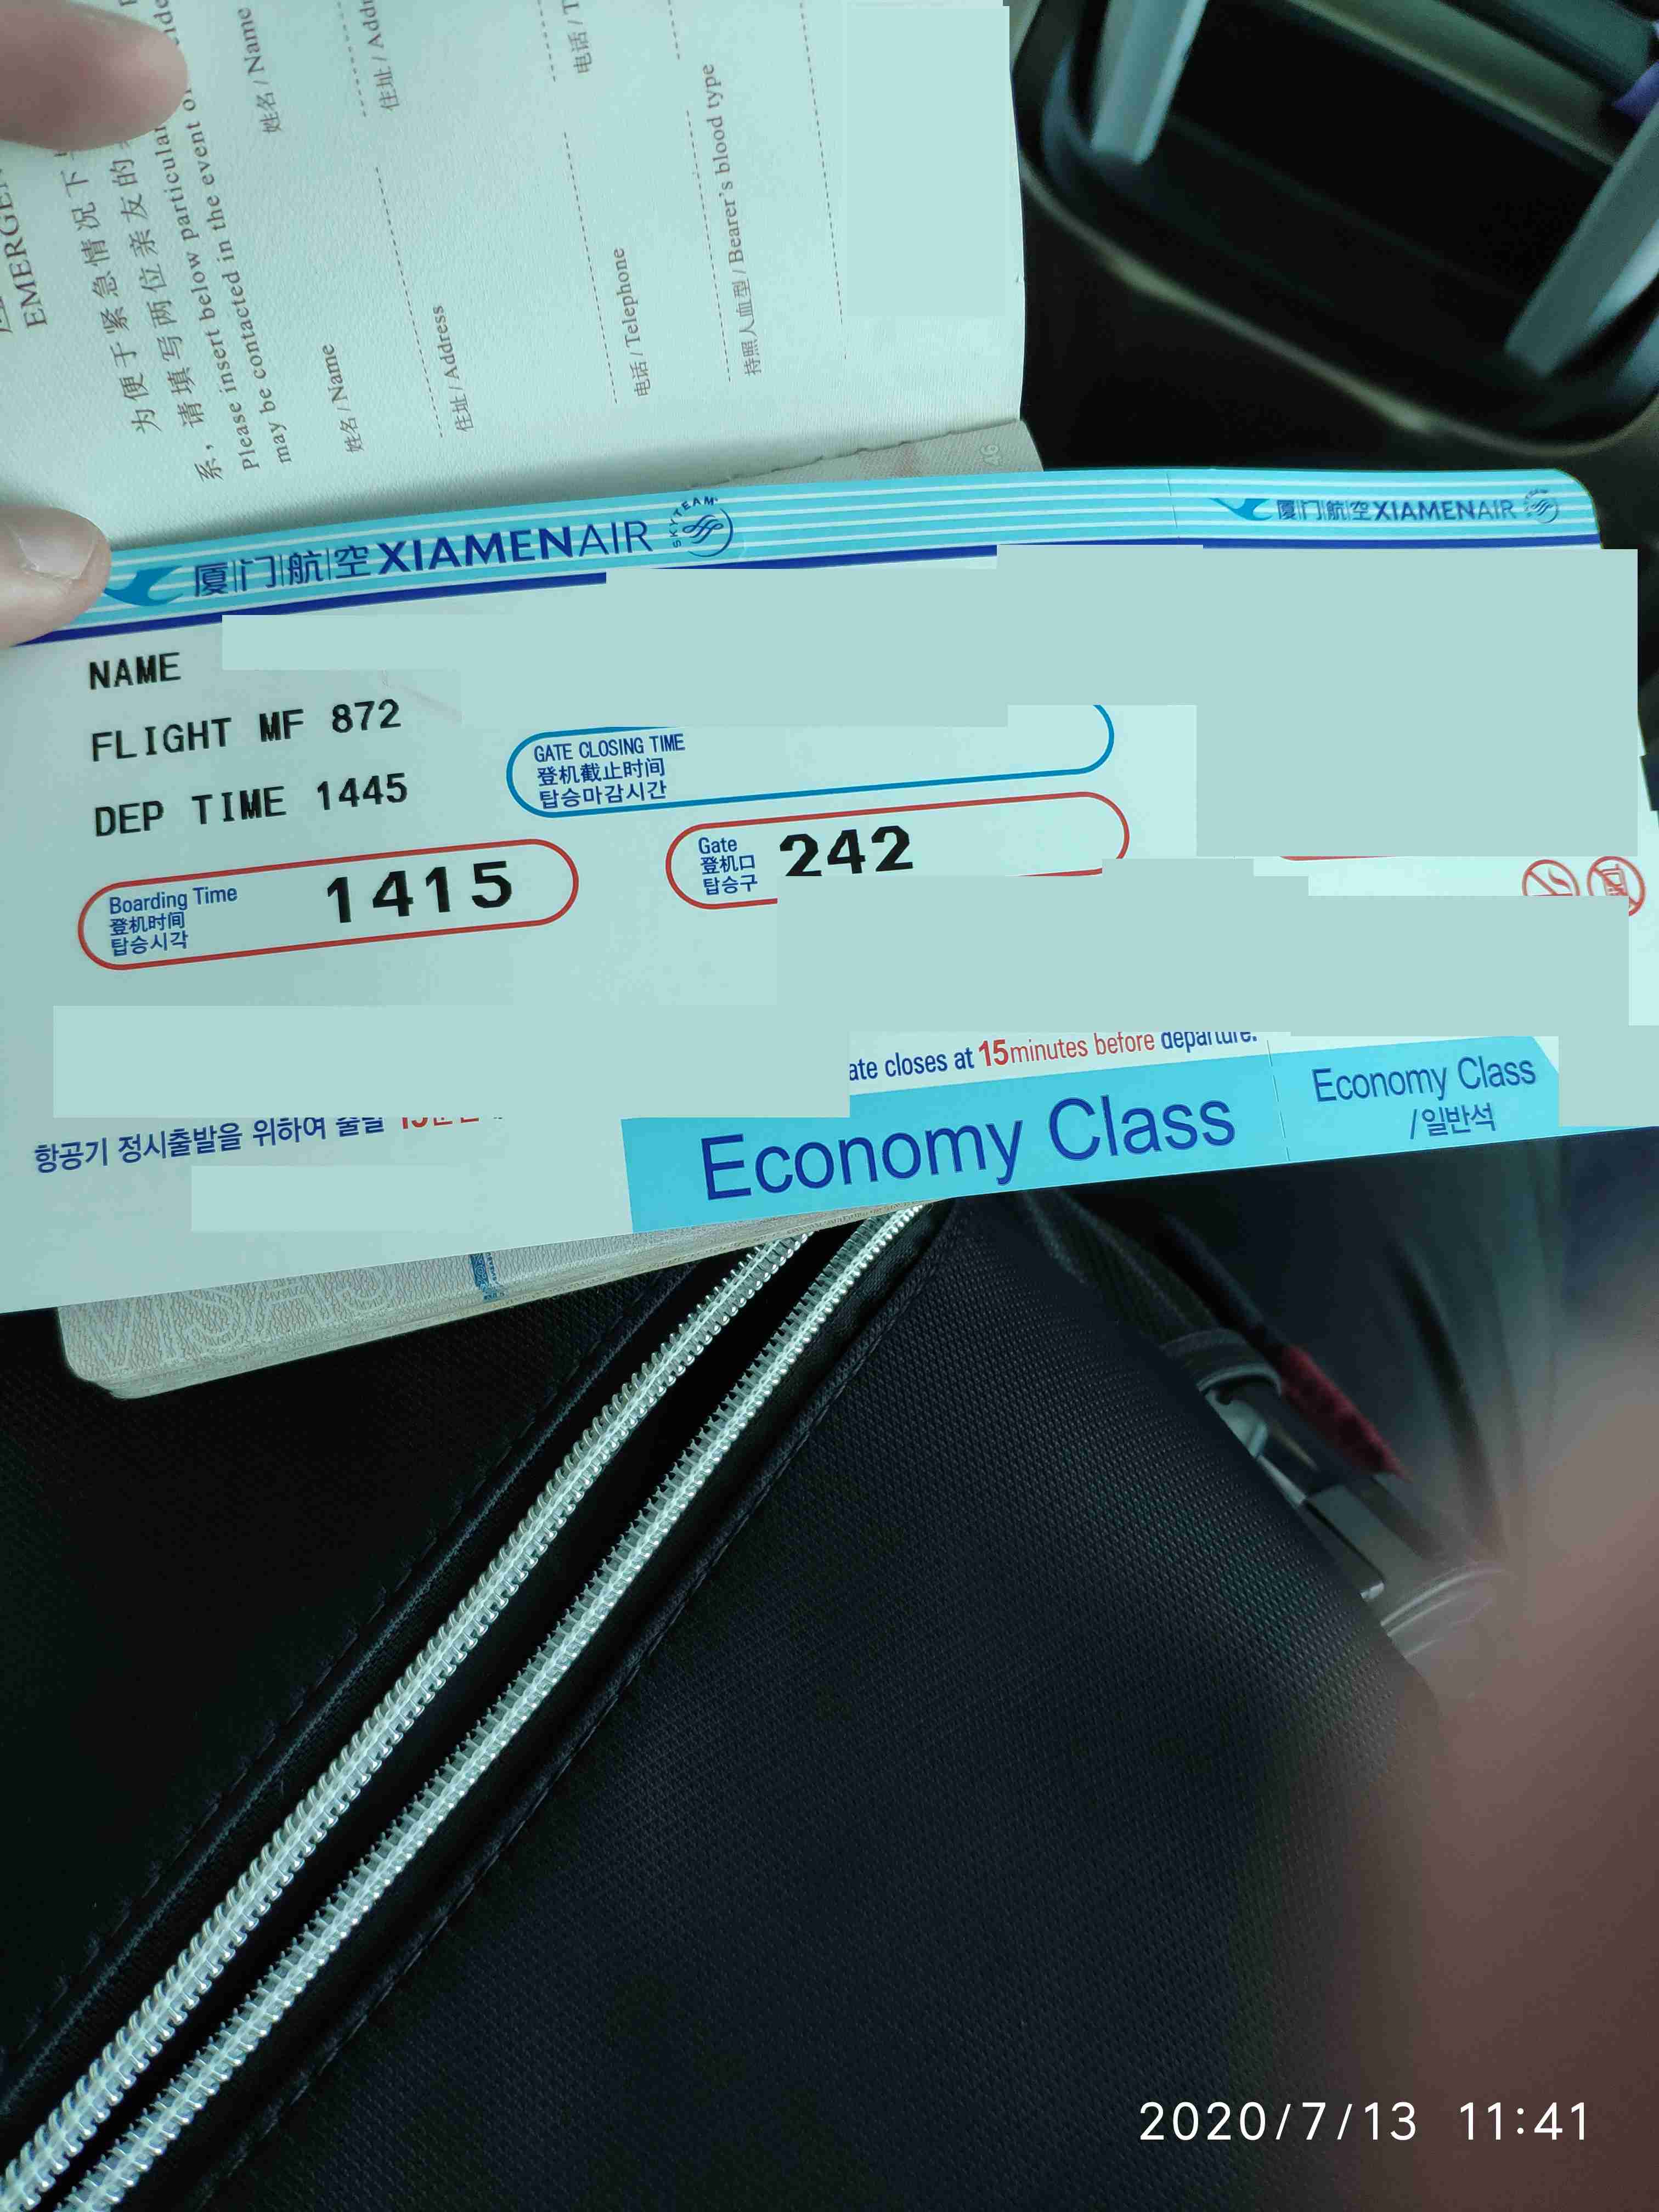 EMERGEN
为便于紧急情况下
系，请填写两位亲友的
Please insert below particular
may be contacted in the event of
姓名 / Name
姓名 / Name
住址 / Address
住址 / Addr
电话 / Telephone
电话 / T
持照人血型 / Bearer's blood type
46
厦门航空 XIAMENAIR SKYTEAM
厦门航空 XIAMENAIR
NAME
FLIGHT MF 872
DEP TIME 1445
GATE CLOSING TIME
登机截止时间
탑승마감시간
Boarding Time
登机时间
탑승시각
1415
Gate
登机口
탑승구
242
ate closes at 15minutes before departure.
항공기 정시출발을 위하여 출발
Economy Class
Economy Class
/일반석
VISAS
2020/7/13 11:41